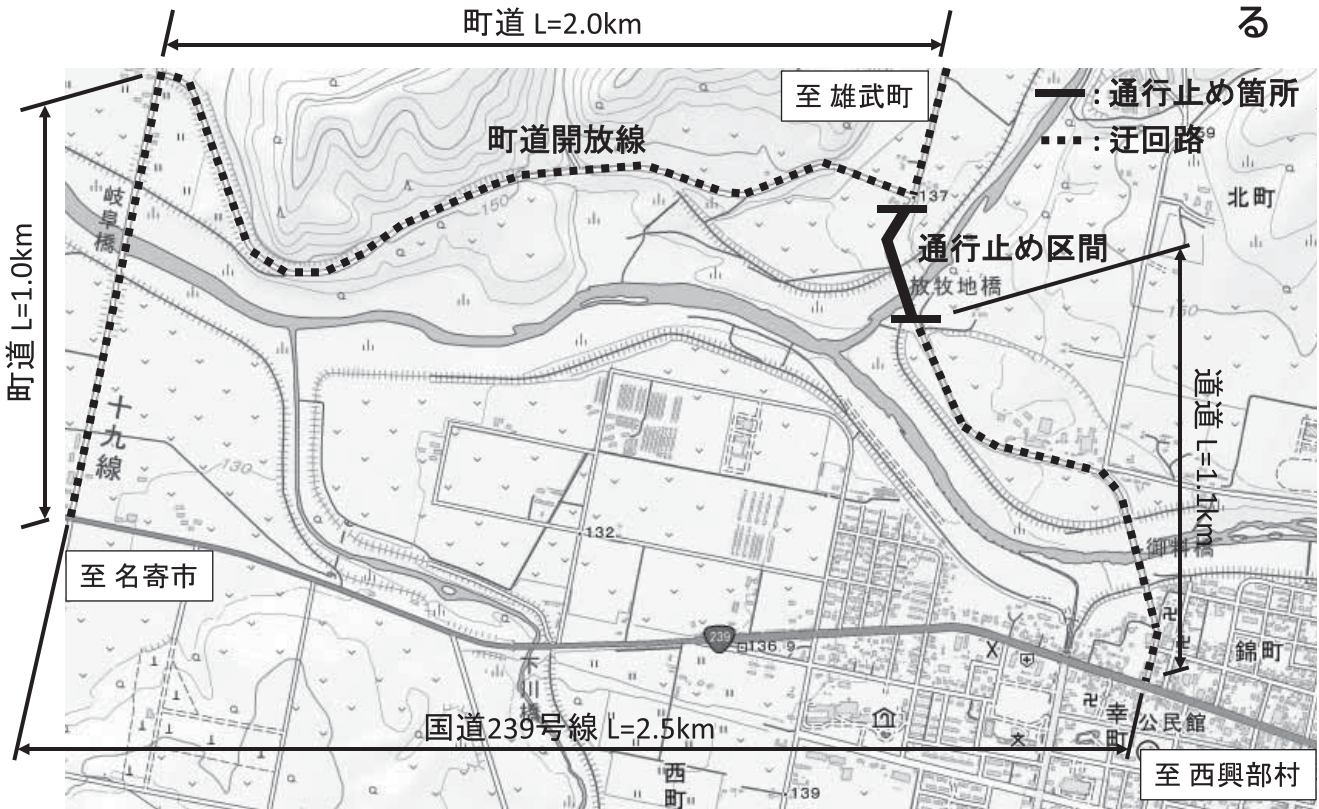 る
町道 L=2.0km
至 雄武町
: 通行止め箇所
: 迂回路
59
町道開放線
北町
岐阜橋
150
137
通行止め区間
放牧地橋
町道 L=1.0km
150
道道 L=1.1km
十九線
130
132
御料橋
至 名寄市
239
136.9
錦町
下川橋
国道239号線 L=2.5km
幸町
公民館
西町
139
至 西興部村